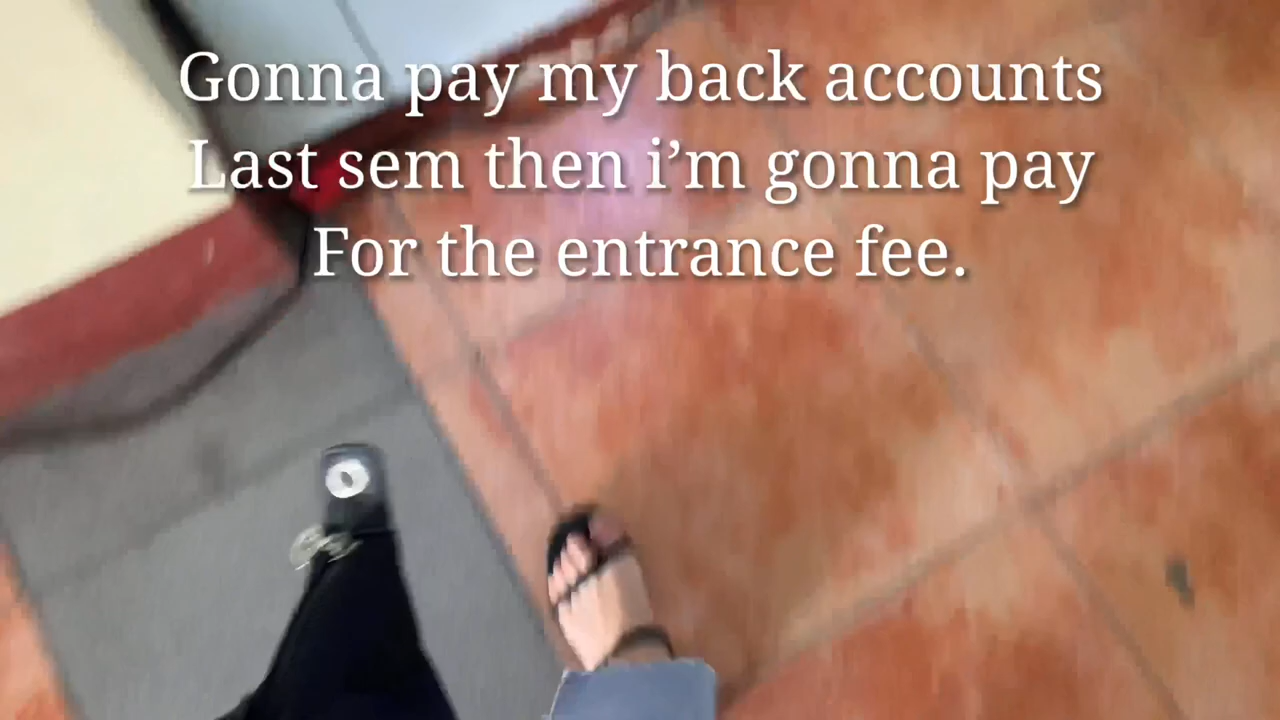 Gonna pay my back accounts
Last sem then i’m gonna pay
For the entrance fee.